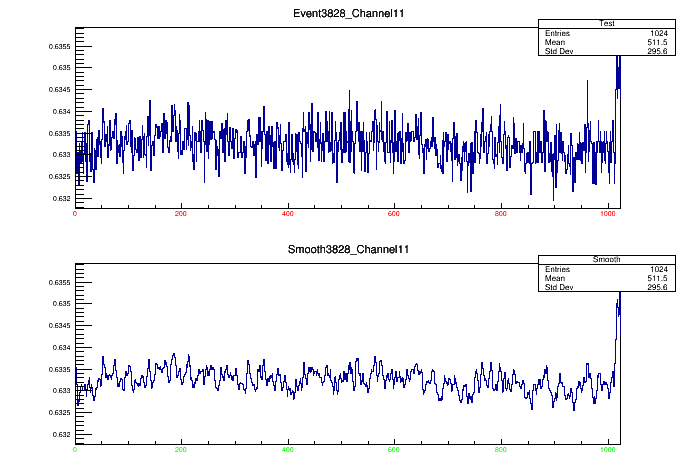 Event3828_Channel11
Test
Entries 1024
Mean 511.5
Std Dev 295.6
0.6355
0.635
0.6345
0.634
0.6335
0.633
0.6325
0.632
0 200 400 600 800 1000
Smooth3828_Channel11
Smooth
Entries 1024
Mean 511.5
Std Dev 295.6
0.6355
0.635
0.6345
0.634
0.6335
0.633
0.6325
0.632
0 200 400 600 800 1000